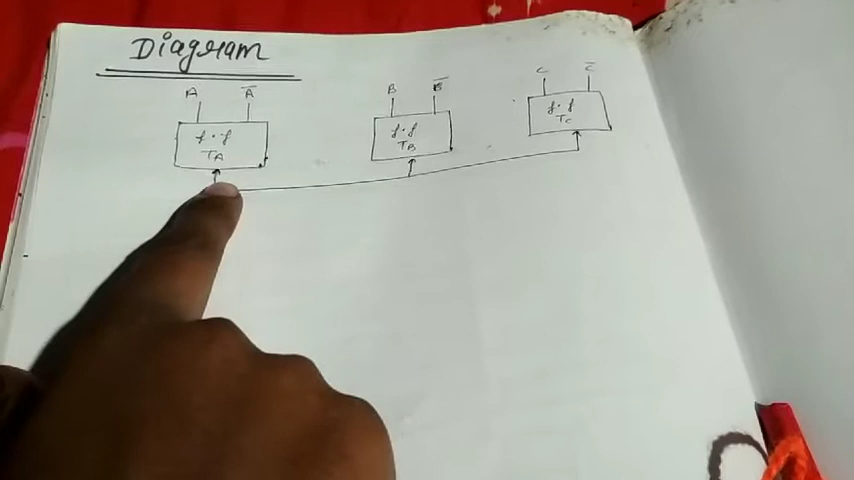 Diagram
A A̅ B B̅ C C̅
f.f f.f f.f
TA TB TC